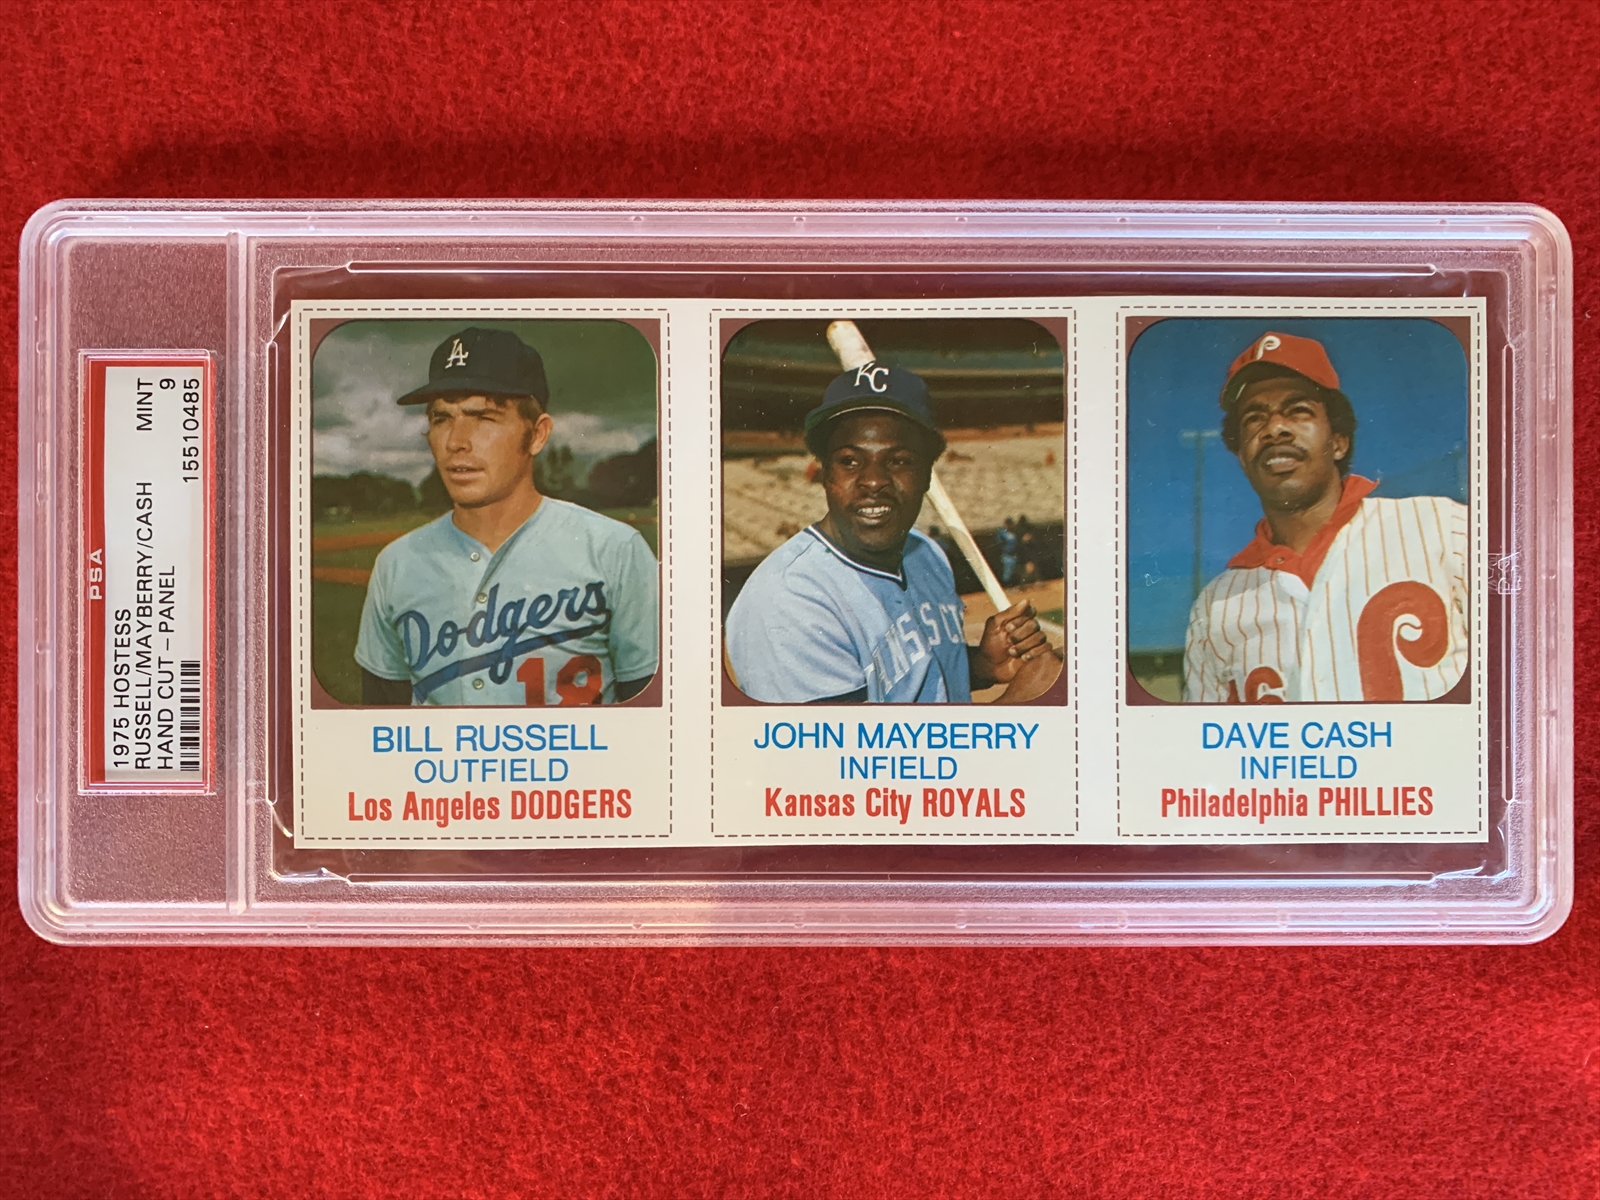 PSA
1975 HOSTESS
RUSSELL/MAYBERRY/CASH MINT
HAND CUT - PANEL 9
15510485
LA
Dodgers
18
BILL RUSSELL
OUTFIELD
Los Angeles DODGERS
KC
JOHN MAYBERRY
INFIELD
Kansas City ROYALS
P
P
16
DAVE CASH
INFIELD
Philadelphia PHILLIES